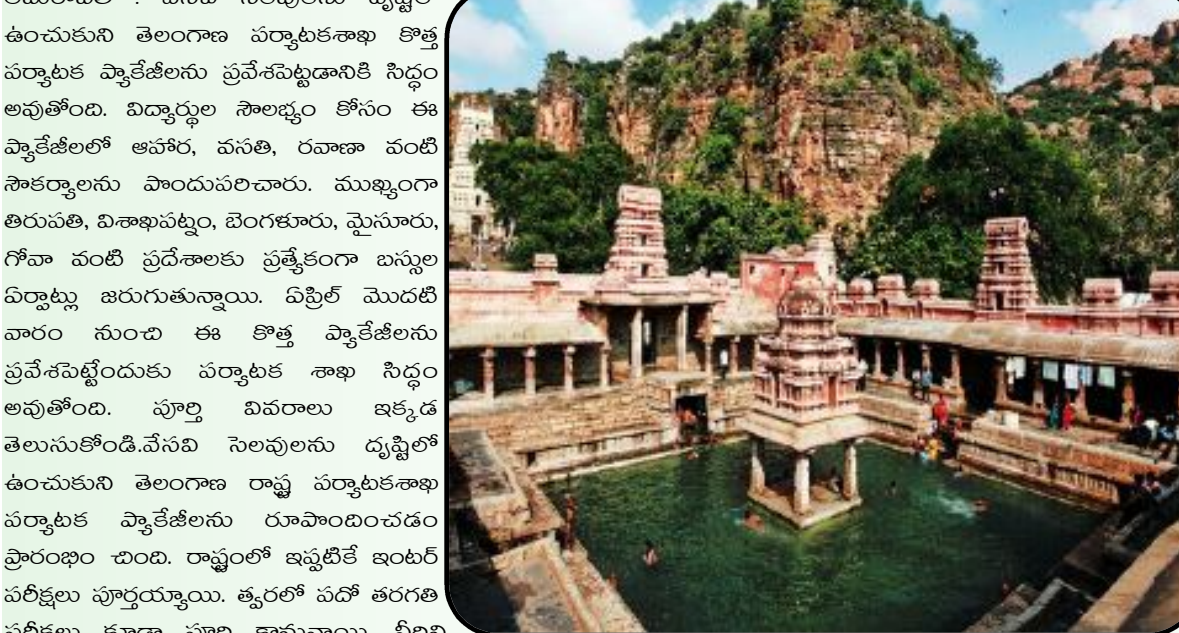 ఉంచుకుని తెలంగాణ పర్యాటకశాఖ కొత్త
పర్యాటక ప్యాకేజీలను ప్రవేశపెట్టడానికి సిద్ధం
అవుతోంది. విద్యార్థుల సౌలభ్యం కోసం ఈ
ప్యాకేజీలలో ఆహార, వసతి, రవాణా వంటి
సౌకర్యాలను పొందుపరిచారు. ముఖ్యంగా
తిరుపతి, విశాఖపట్నం, బెంగళూరు, మైసూరు,
గోవా వంటి ప్రదేశాలకు ప్రత్యేకంగా బస్సుల
ఏర్పాట్లు జరుగుతున్నాయి. ఏప్రిల్ మొదటి
వారం నుంచి ఈ కొత్త ప్యాకేజీలను
ప్రవేశపెట్టేందుకు పర్యాటక శాఖ సిద్ధం
అవుతోంది. పూర్తి వివరాలు ఇక్కడ
తెలుసుకోండి.వేసవి సెలవులను దృష్టిలో
ఉంచుకుని తెలంగాణ రాష్ట్ర పర్యాటకశాఖ
పర్యాటక ప్యాకేజీలను రూపొందించడం
ప్రారంభిం చింది. రాష్ట్రంలో ఇప్పటికే ఇంటర్
పరీక్షలు పూర్తయ్యాయి. త్వరలో పదో తరగతి